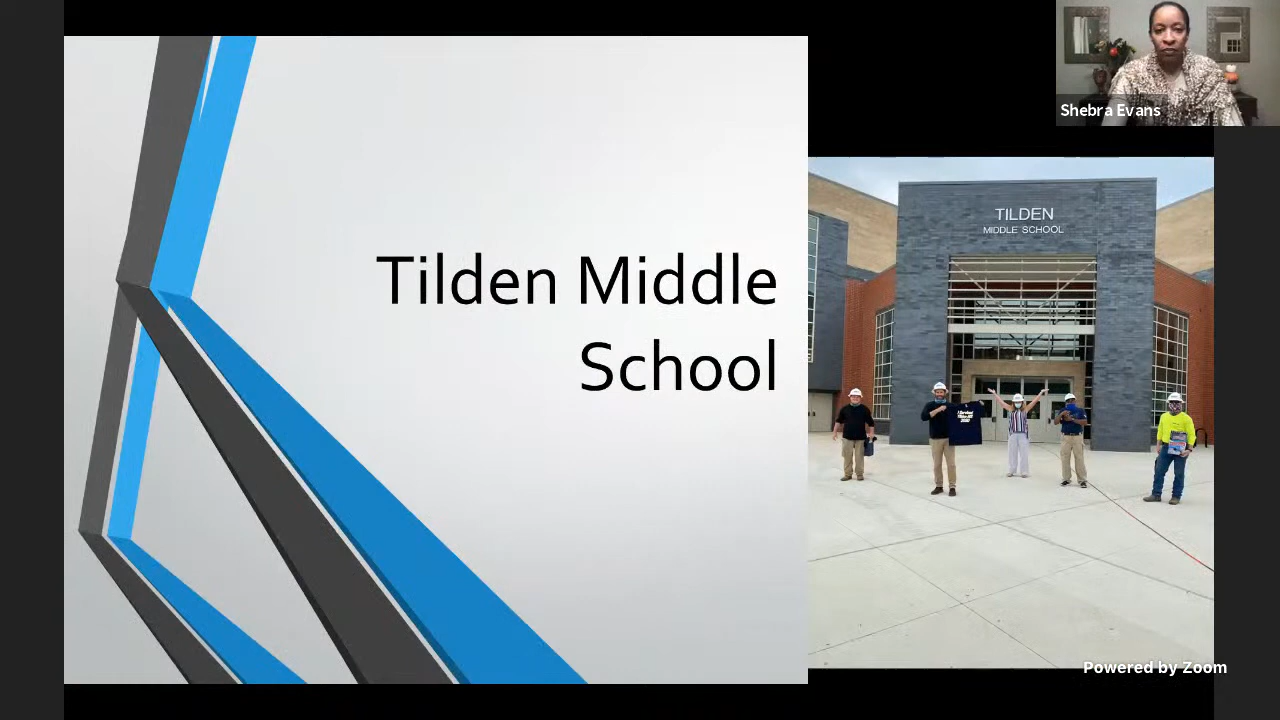 Shebra Evans
Tilden Middle
School
TILDEN
MIDDLE SCHOOL
Powered by Zoom